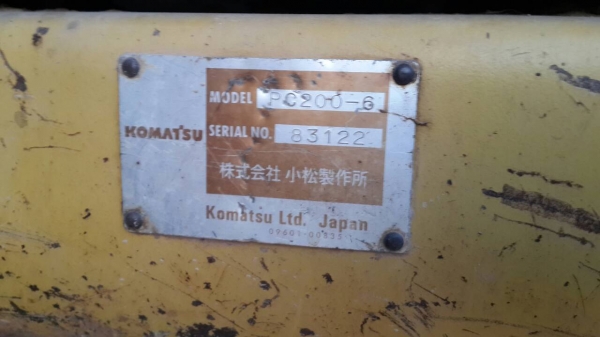 MODEL PC200-6
KOMATSU SERIAL NO. 83122
株式会社 小松製作所
Komatsu Ltd. Japan